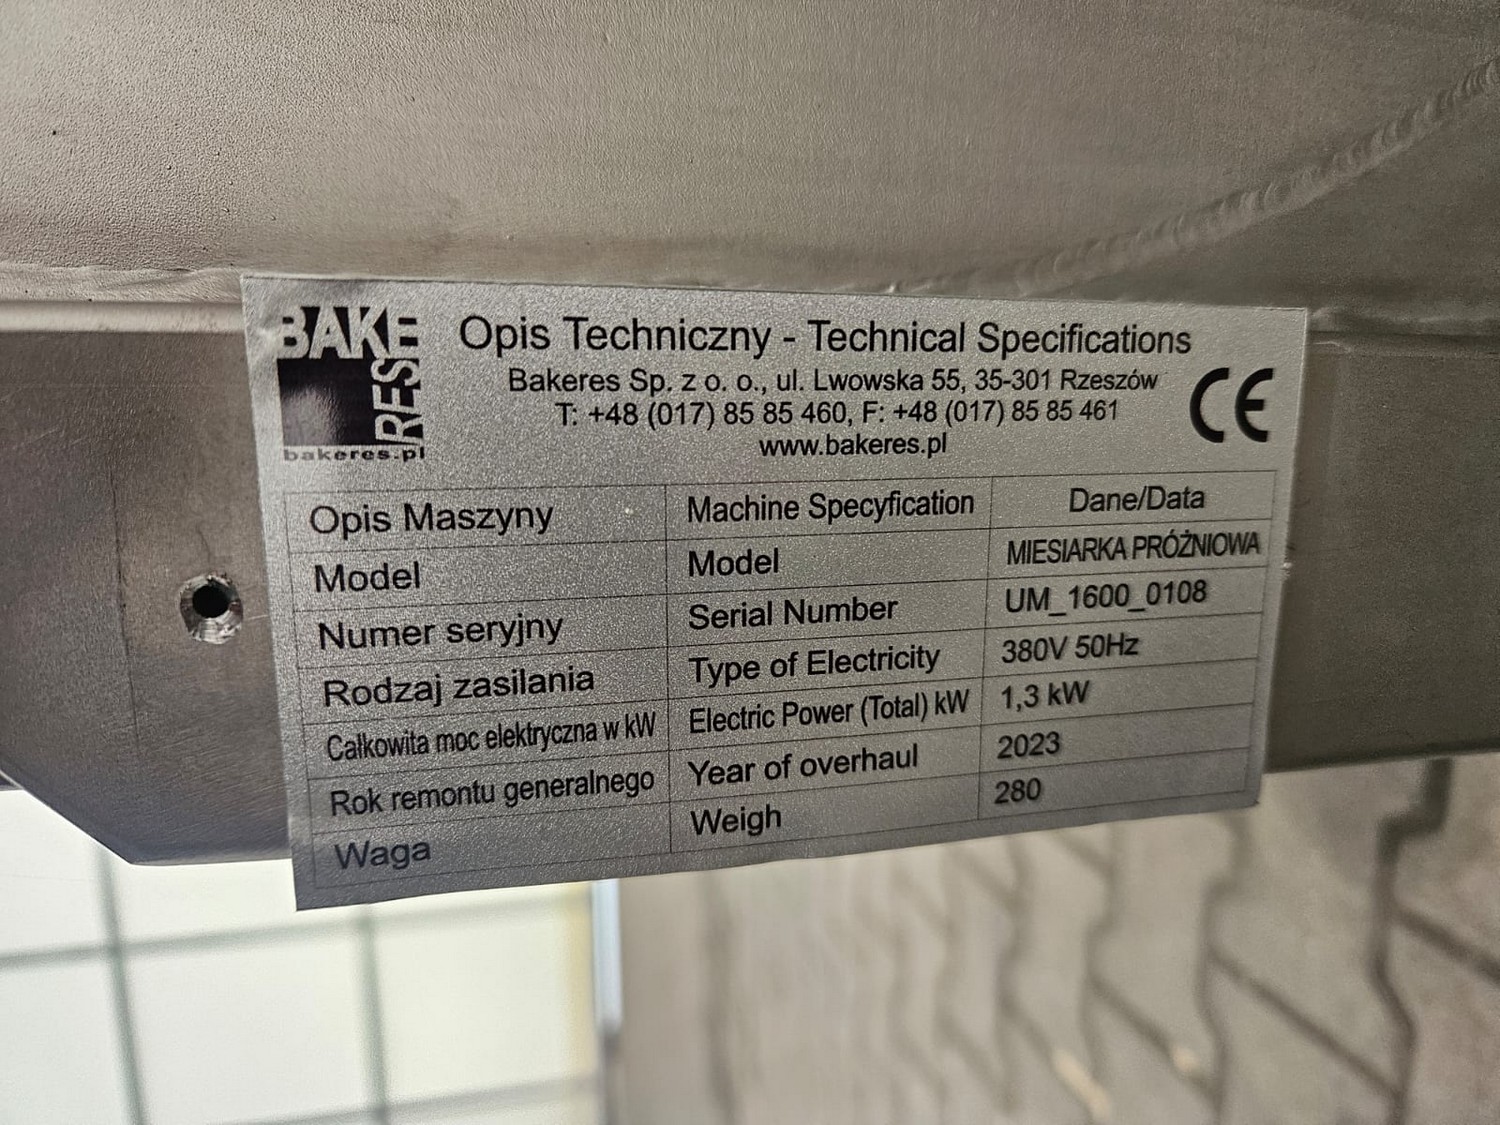 BAKE
RES
bakeres.pl
Opis Techniczny - Technical Specifications
Bakeres Sp. z o. o., ul. Lwowska 55, 35-301 Rzeszów
T: +48 (017) 85 85 460, F: +48 (017) 85 85 461
www.bakeres.pl
CE
Opis Maszyny Machine Specyfication Dane/Data
Model Model MIESIARKA PRÓŻNIOWA
Numer seryjny Serial Number UM_1600_0108
Rodzaj zasilania Type of Electricity 380V 50Hz
Całkowita moc elektryczna w kW Electric Power (Total) kW 1,3 kW
Rok remontu generalnego Year of overhaul 2023
Waga Weigh 280